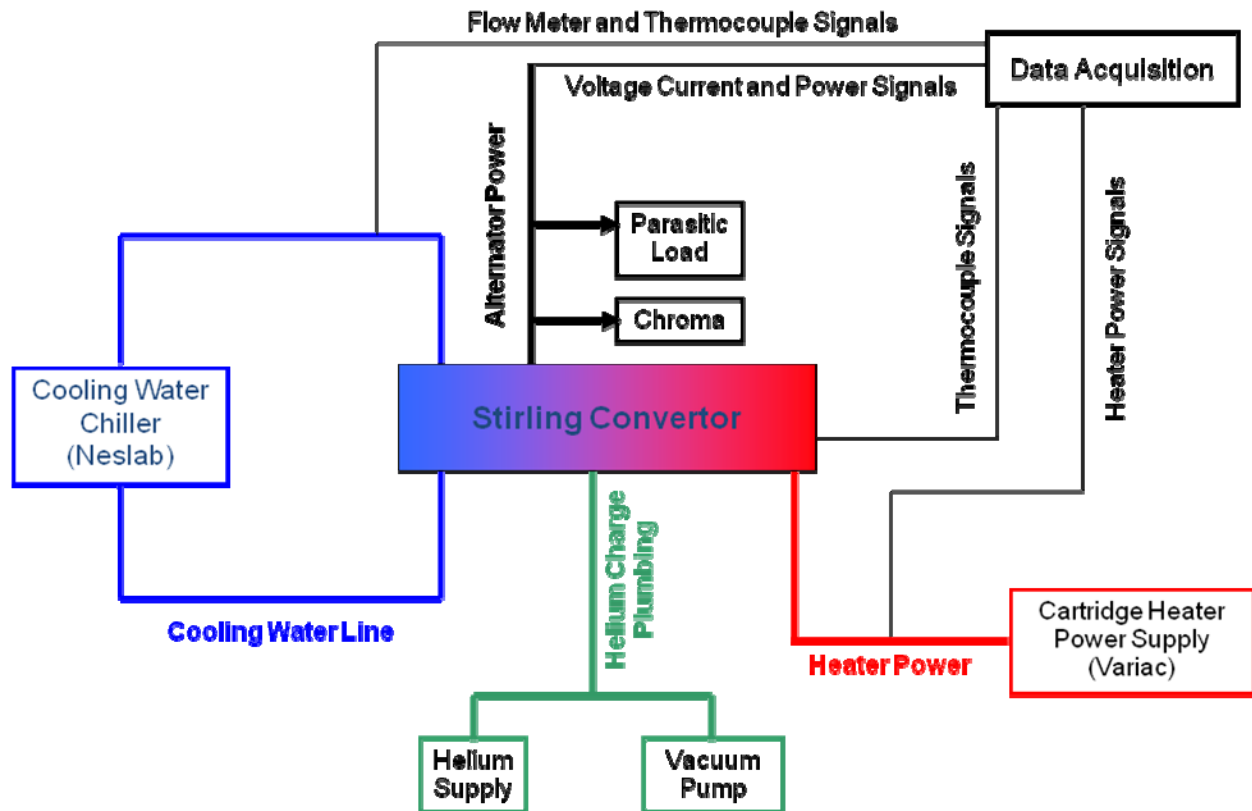 Flow Meter and Thermocouple Signals
Data Acquisition
Voltage Current and Power Signals
Alternator Power
Parasitic
Load
Thermocouple Signals
Heater Power Signals
Chroma
Cooling Water
Chiller
(Neslab)
Stirling Convertor
Helium Charge
Plumbing
Cooling Water Line
Heater Power
Cartridge Heater
Power Supply
(Variac)
Helium
Supply
Vacuum
Pump